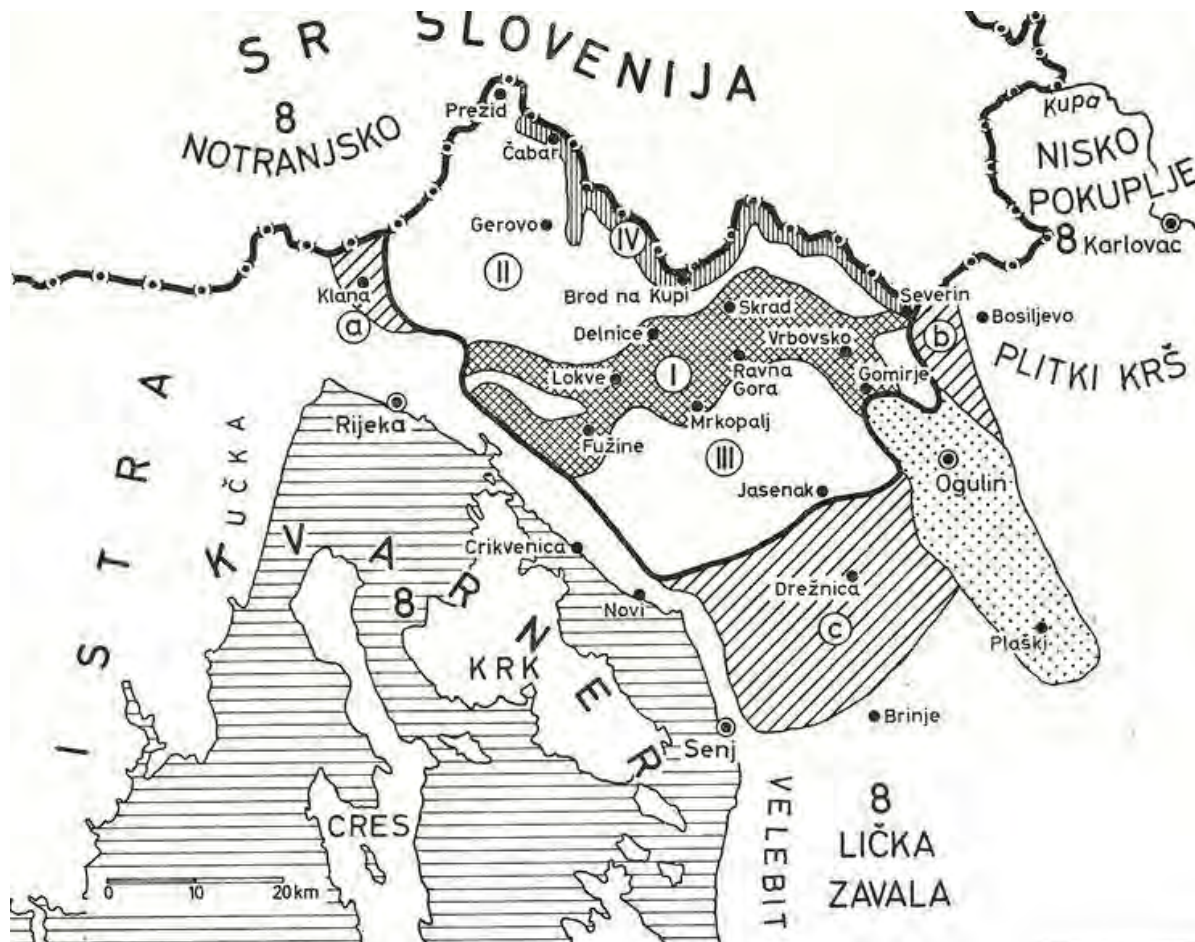 SR SLOVENIJA
8
NOTRANJSKO
Prezid
Čabar
Kupa
NISKO
POKUPLJE
8 Karlovac
Gerovo
IV
II
Klana
a
Brod na Kupi
Severin
Skrad
b
Bosiljevo
Delnice
Vrbovsko
PLITKI KRŠ
Lokve
I
Ravna
Gora
Gomirje
Rijeka
Mrkopalj
Fužine
III
Ogulin
Jasenak
ISTRA
UČKA
KVARNER
8
Crikvenica
Drežnica
Novi
c
Plaški
KRK
Brinje
Senj
VELEBIT
8
LIČKA
ZAVALA
CRES
0 10 20 km